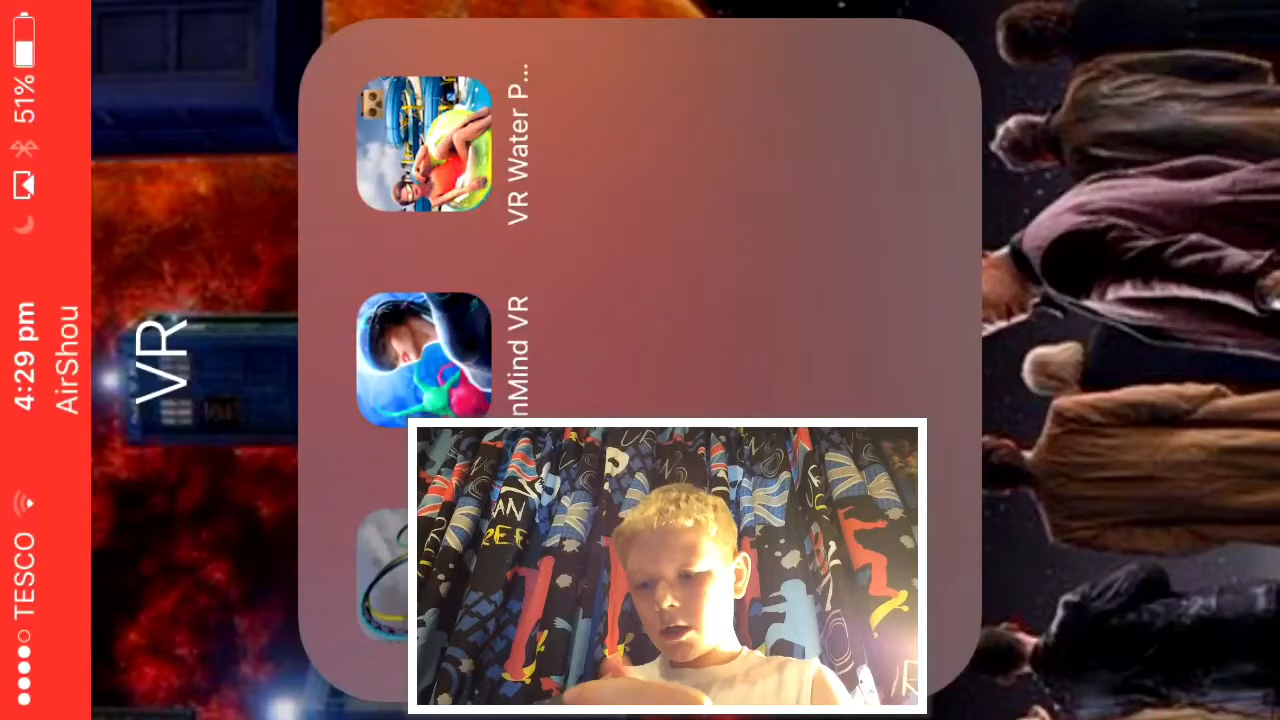 TESCO
4:29 pm
51%
AirShou
VR
nMind VR
VR Water P...